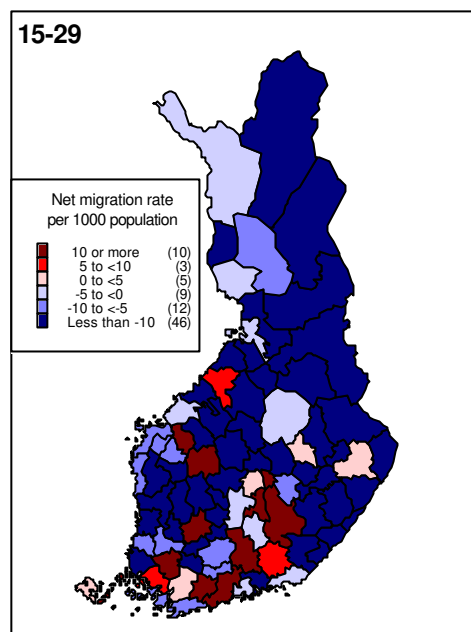 15-29
Net migration rate
per 1000 population
10 or more (10)
5 to <10 (3)
0 to <5 (5)
-5 to <0 (9)
-10 to <-5 (12)
Less than -10 (46)